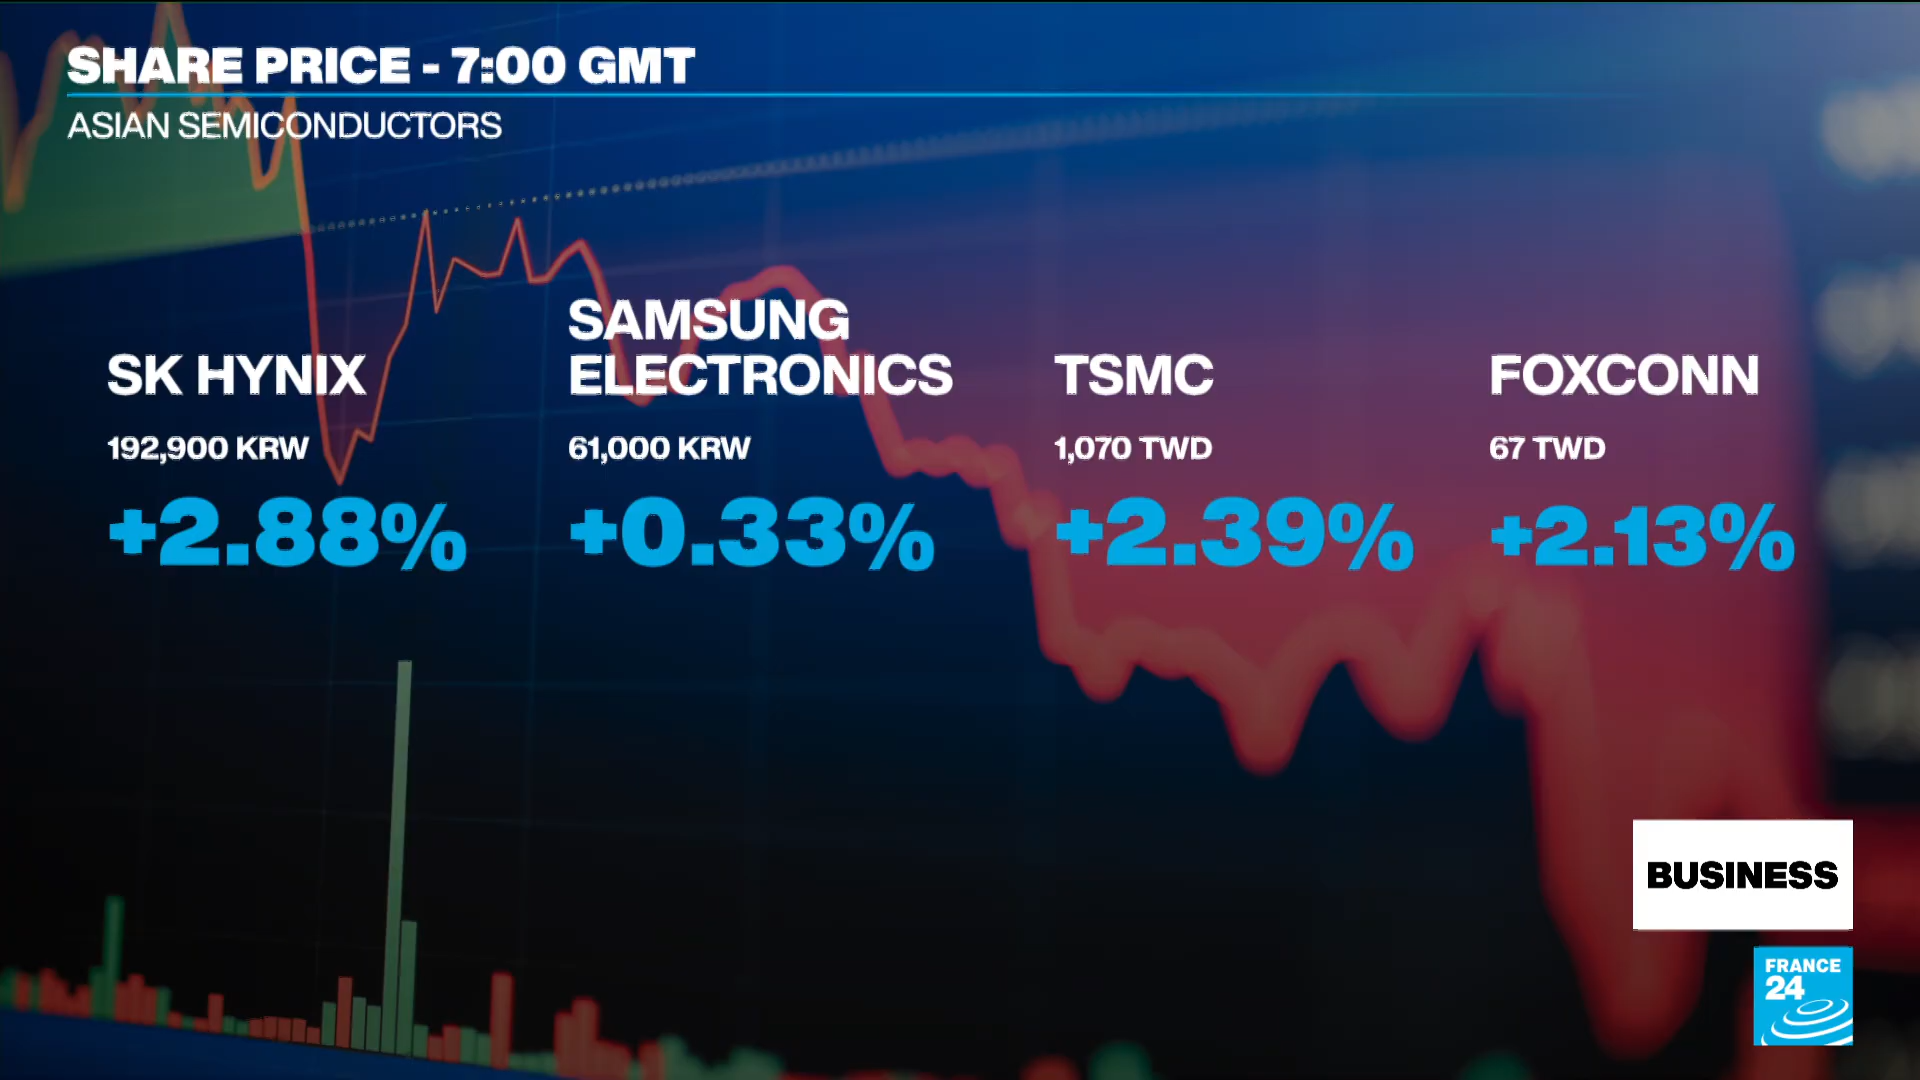 SHARE PRICE - 7:00 GMT
ASIAN SEMICONDUCTORS
SK HYNIX
192,900 KRW
+2.88%
SAMSUNG
ELECTRONICS
61,000 KRW
+0.33%
TSMC
1,070 TWD
+2.39%
FOXCONN
67 TWD
+2.13%
BUSINESS
FRANCE
24